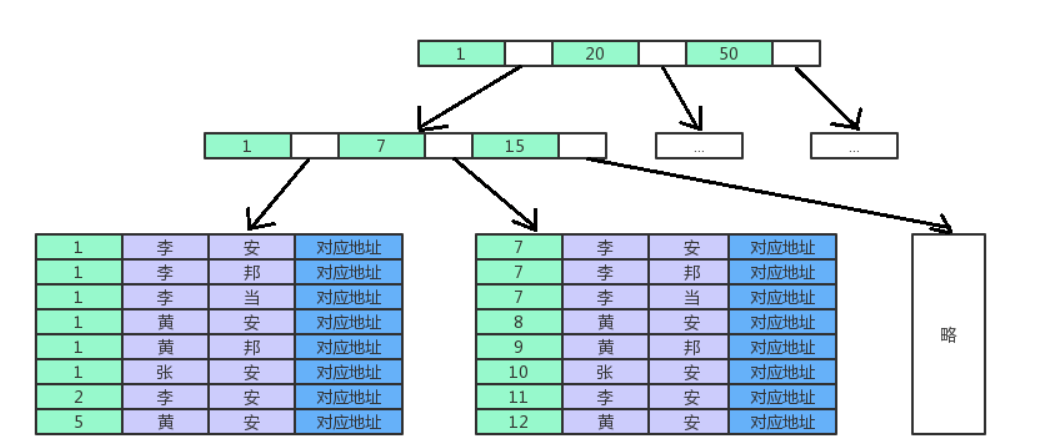 1 20 50
1 7 15
...
...
1 李 安 对应地址
1 李 邦 对应地址
1 李 当 对应地址
1 黄 安 对应地址
1 黄 邦 对应地址
1 张 安 对应地址
2 李 安 对应地址
5 黄 安 对应地址
7 李 安 对应地址
7 李 邦 对应地址
7 李 当 对应地址
8 黄 安 对应地址
9 黄 邦 对应地址
10 张 安 对应地址
11 李 安 对应地址
12 黄 安 对应地址
略